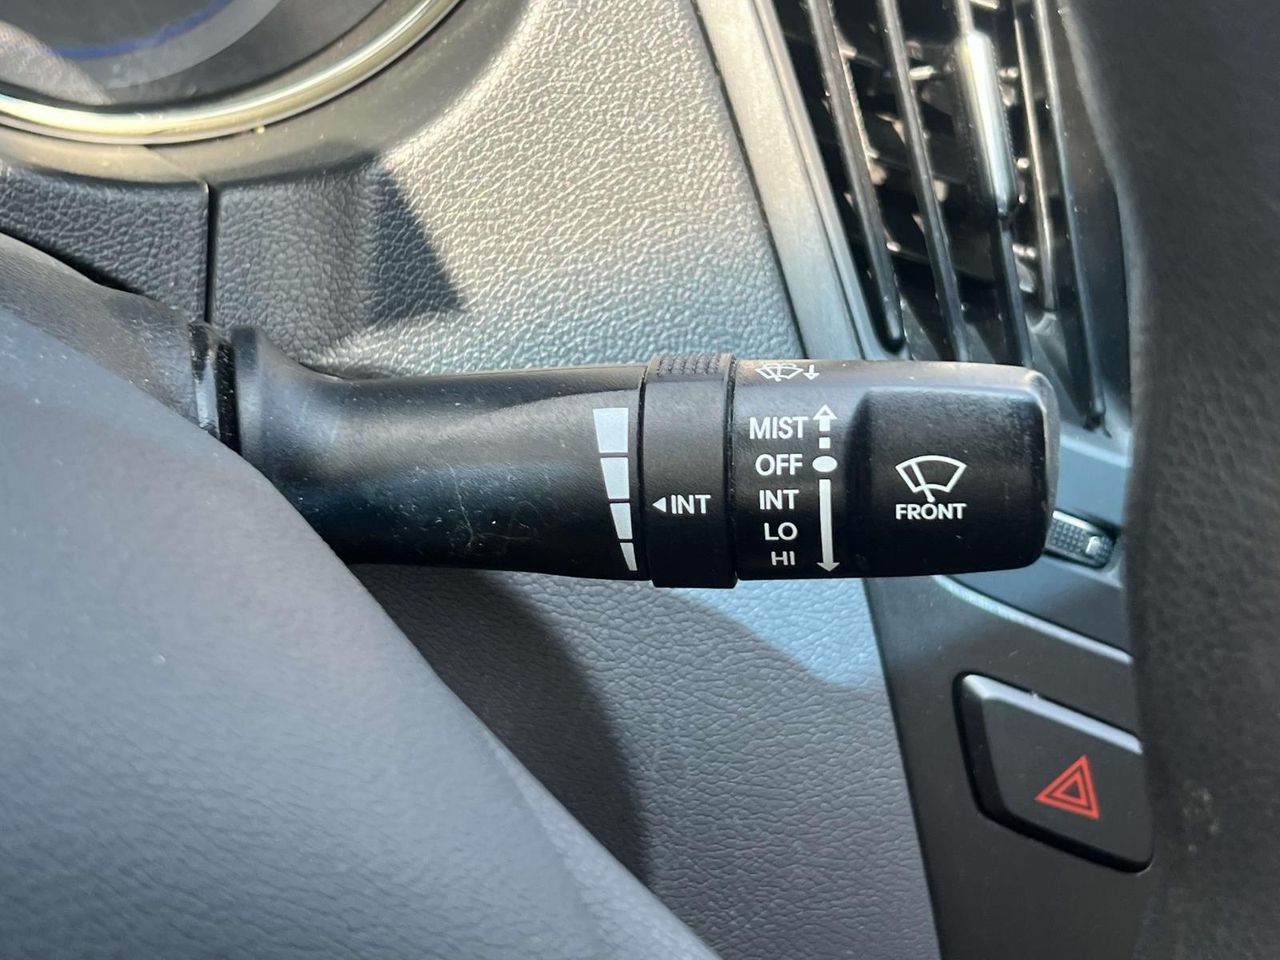 MIST
OFF
INT
LO
HI
INT
FRONT